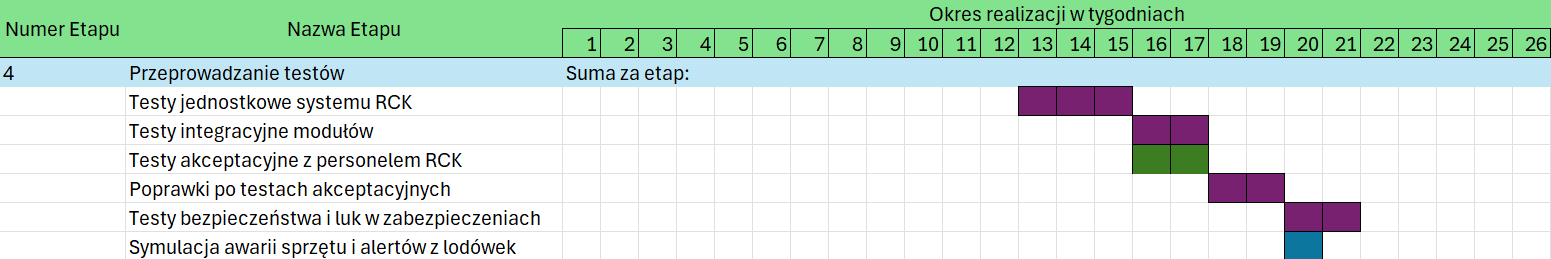 Numer Etapu Nazwa Etapu Okres realizacji w tygodniach
1 2 3 4 5 6 7 8 9 10 11 12 13 14 15 16 17 18 19 20 21 22 23 24 25 26
4 Przeprowadzanie testów Suma za etap:
Testy jednostkowe systemu RCK
Testy integracyjne modułów
Testy akceptacyjne z personelem RCK
Poprawki po testach akceptacyjnych
Testy bezpieczeństwa i luk w zabezpieczeniach
Symulacja awarii sprzętu i alertów z lodówek